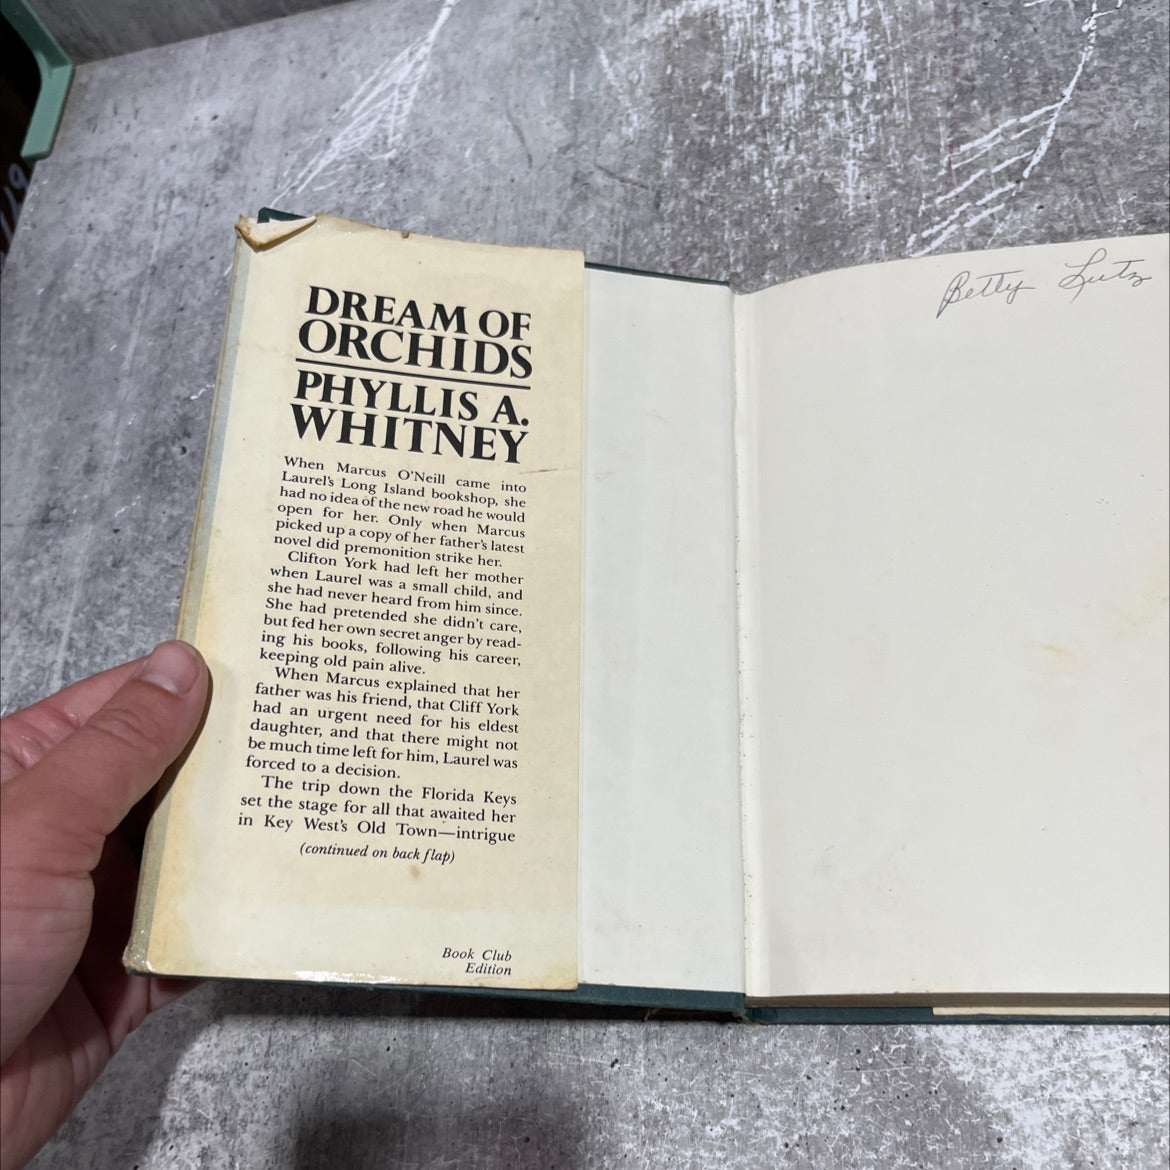 DREAM OF
ORCHIDS
PHYLLIS A.
WHITNEY
When Marcus O'Neill came into
Laurel's Long Island bookshop, she
had no idea of the new road he would
open for her. Only when Marcus
picked up a copy of her father's latest
novel did premonition strike her.
Clifton York had left her mother
when Laurel was a small child, and
she had never heard from him since.
She had pretended she didn't care,
but fed her own secret anger by read-
ing his books, following his career,
keeping old pain alive.
When Marcus explained that her
father was his friend, that Cliff York
had an urgent need for his eldest
daughter, and that there might not
be much time left for him, Laurel was
forced to a decision.
The trip down the Florida Keys
set the stage for all that awaited her
in Key West's Old Town—intrigue
(continued on back flap)
Book Club
Edition
Betty Lutz